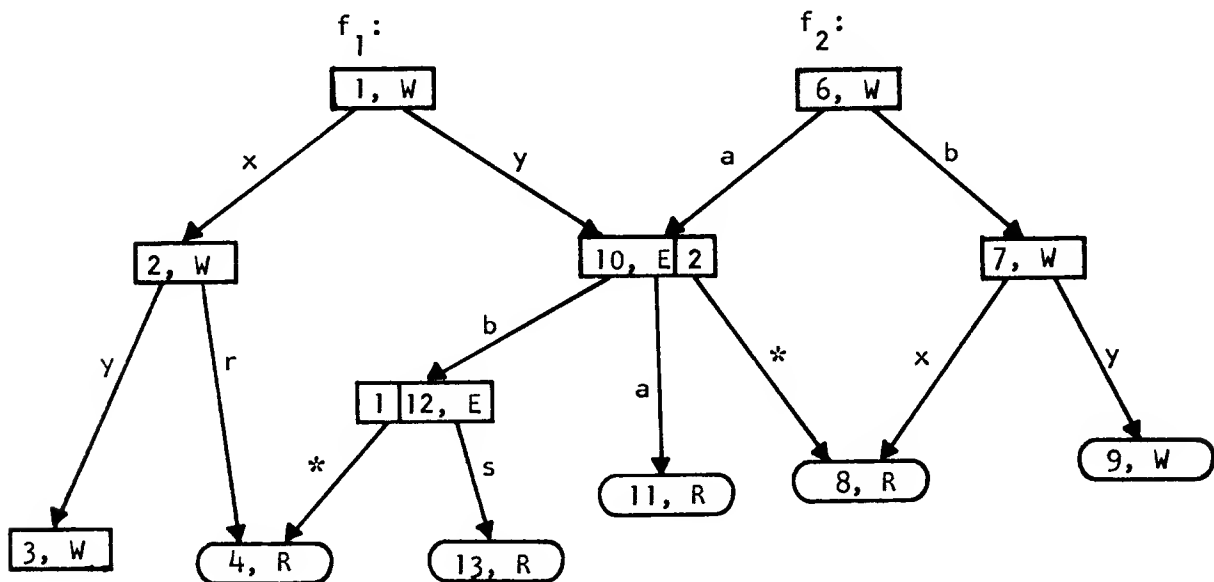 f1: f2:
1, W 6, W
x y a b
2, W 10, E 2 7, W
b
y r * x y
1 12, E a
* s
9, W
11, R 8, R
3, W 4, R 13, R